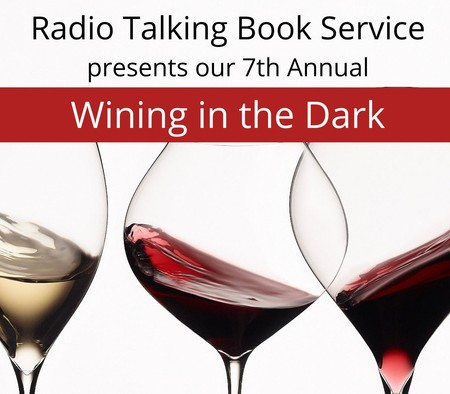 Radio Talking Book Service
presents our 7th Annual
Wining in the Dark